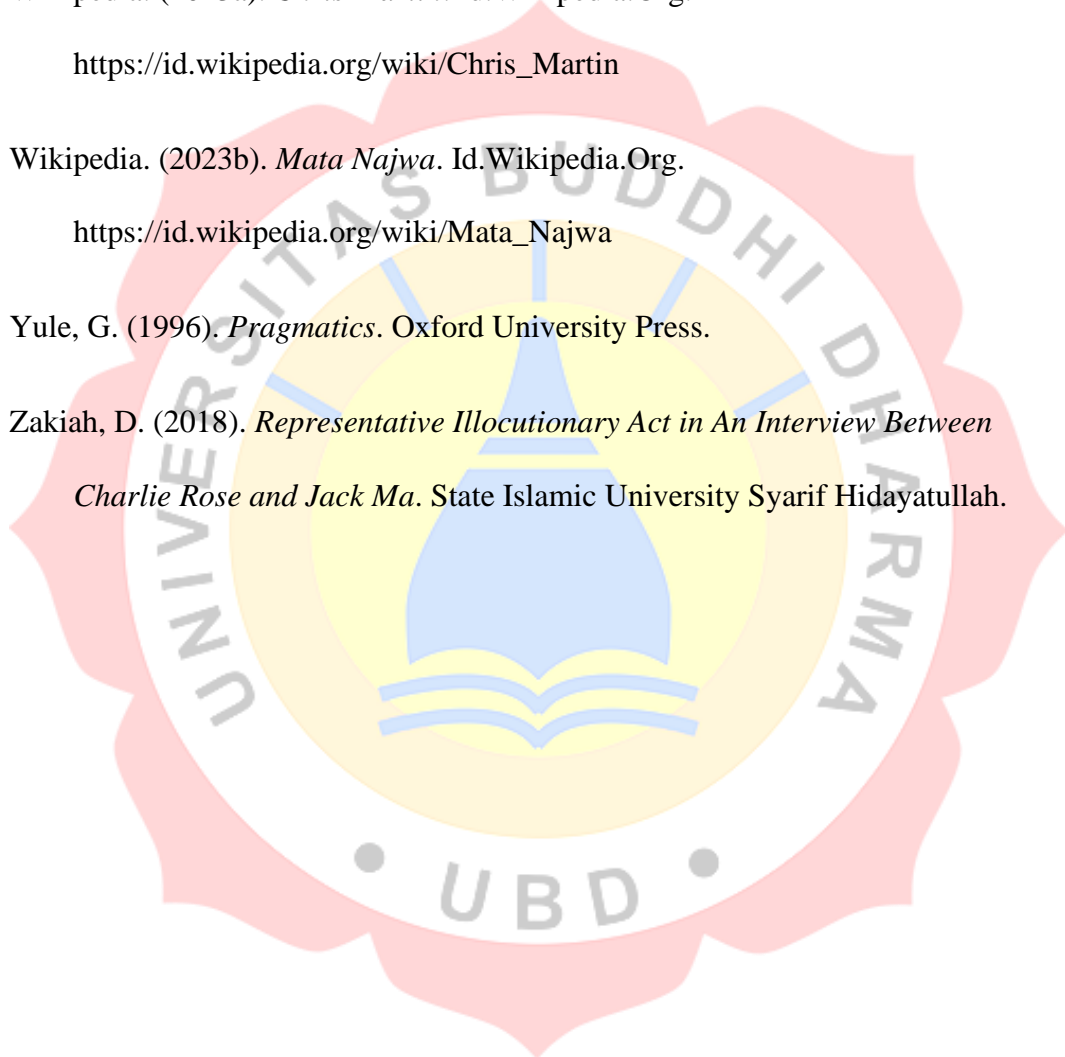 https://id.wikipedia.org/wiki/Chris_Martin
Wikipedia. (2023b). Mata Najwa. Id.Wikipedia.Org.
https://id.wikipedia.org/wiki/Mata_Najwa
Yule, G. (1996). Pragmatics. Oxford University Press.
Zakiah, D. (2018). Representative Illocutionary Act in An Interview Between
Charlie Rose and Jack Ma. State Islamic University Syarif Hidayatullah.
UNIVERSITAS BUDDHI DHARMA
• UBD •